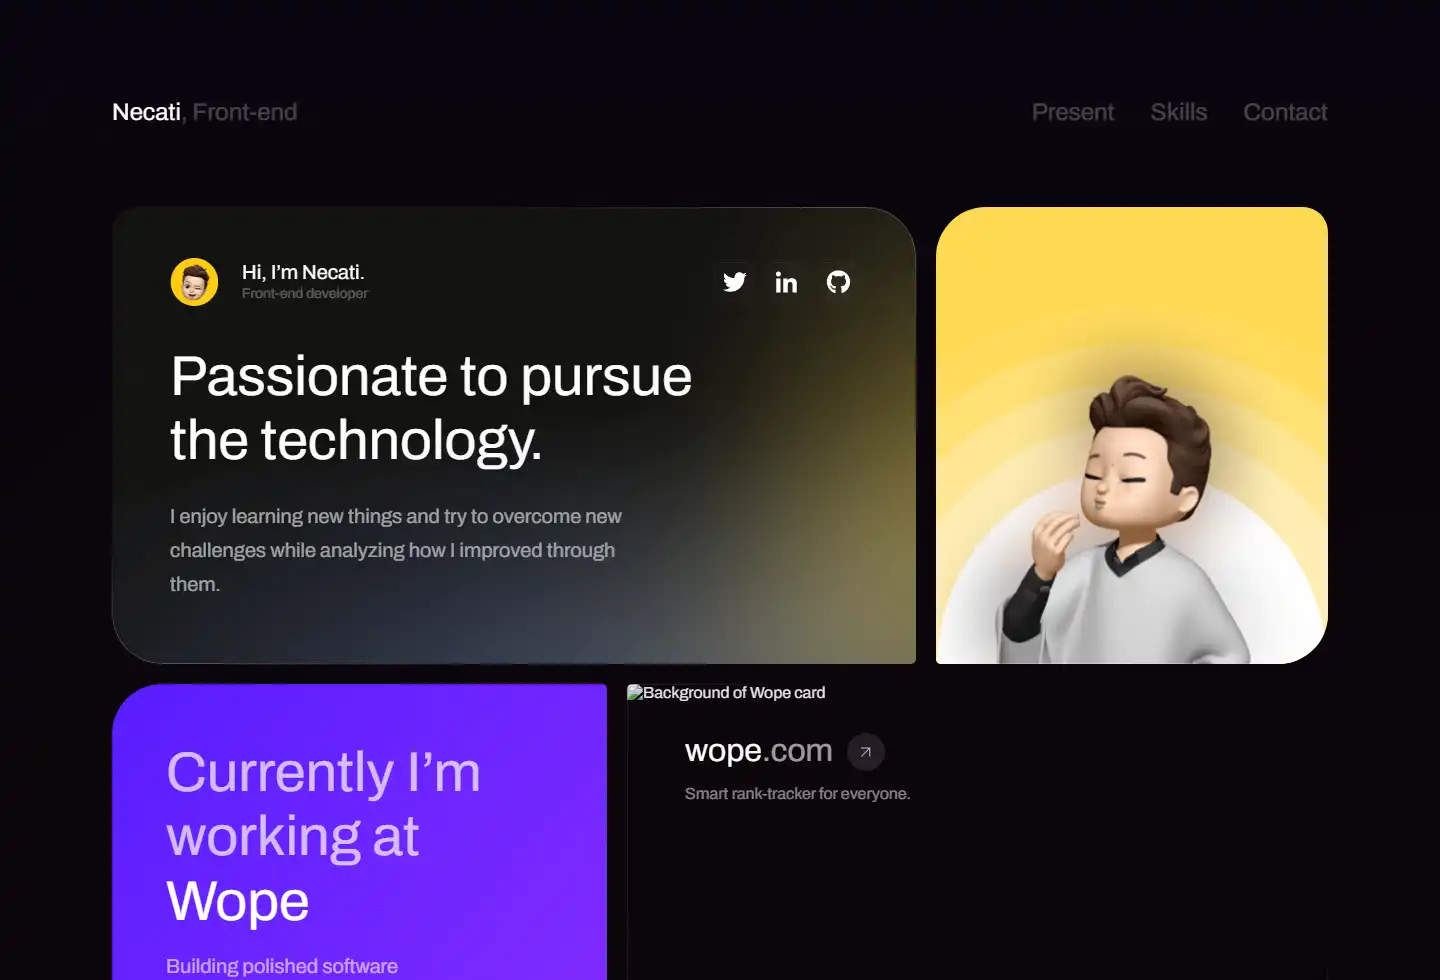 Necati, Front-end
Present
Skills
Contact
Hi, I’m Necati.
Front-end developer
Passionate to pursue
the technology.
I enjoy learning new things and try to overcome new
challenges while analyzing how I improved through
them.
Currently I’m
working at
Wope
Building polished software
Background of Wope card
wope.com
Smart rank-tracker for everyone.